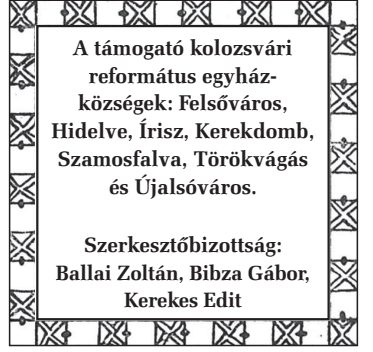 A támogató kolozsvári
református egyház-
községek: Felsőváros,
Hidelve, Írisz, Kerekdomb,
Szamosfalva, Törökvágás
és Újalsóváros.

Szerkesztőbizottság:
Ballai Zoltán, Bibza Gábor,
Kerekes Edit